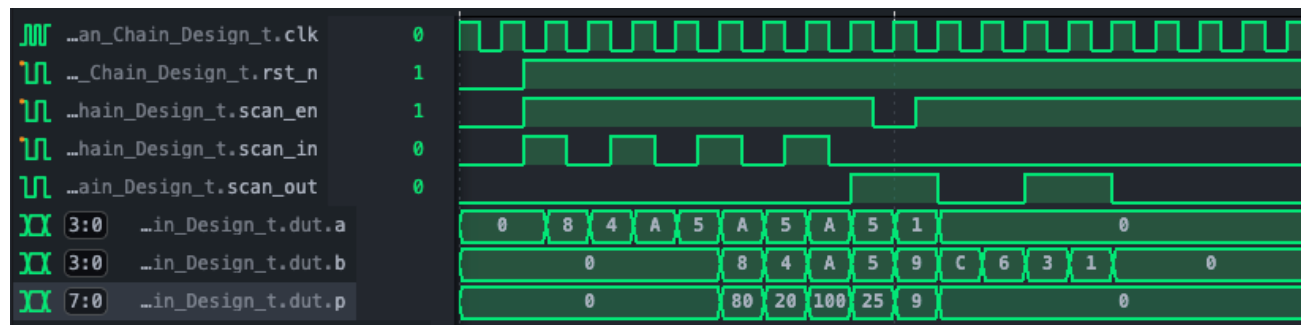 …an_Chain_Design_t.clk 0
…_Chain_Design_t.rst_n 1
…hain_Design_t.scan_en 1
…hain_Design_t.scan_in 0
…ain_Design_t.scan_out 0
3:0 …in_Design_t.dut.a 0 8 4 A 5 A 5 A 5 1 0
3:0 …in_Design_t.dut.b 0 8 4 A 5 9 C 6 3 1 0
7:0 …in_Design_t.dut.p 0 80 20 100 25 9 0